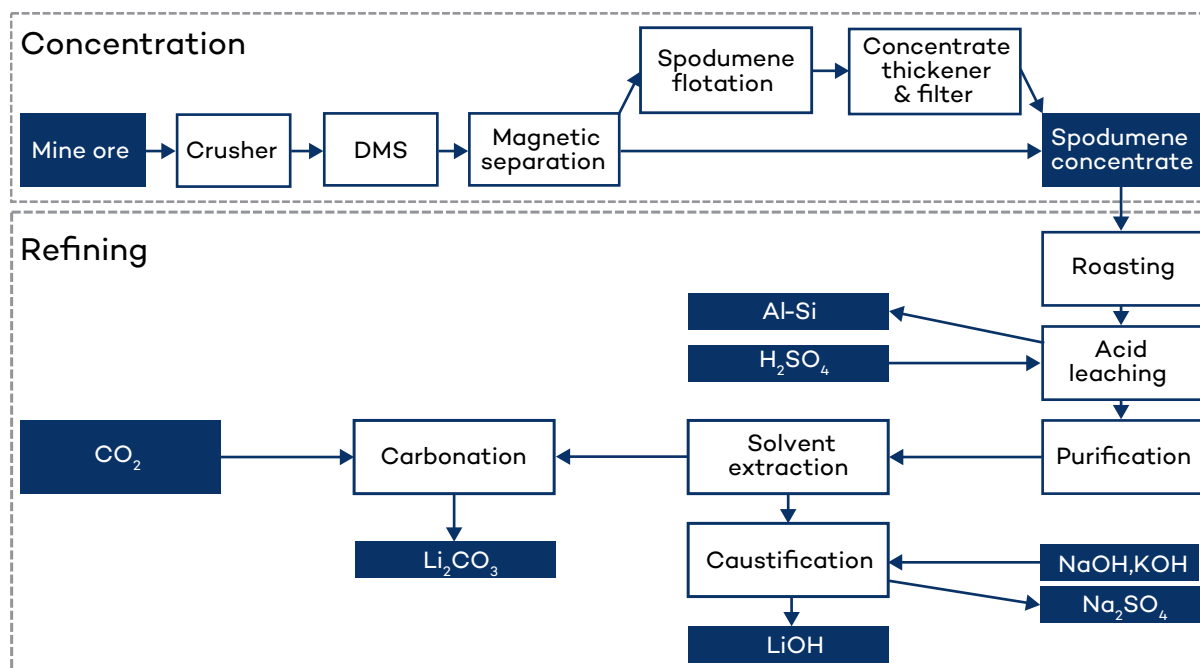 Concentration
Spodumene
flotation
Concentrate
thickener
& filter
Mine ore
Crusher
DMS
Magnetic
separation
Spodumene
concentrate
Refining
Roasting
Al-Si
H₂SO₄
Acid
leaching
CO₂
Carbonation
Solvent
extraction
Purification
Li₂CO₃
Caustification
NaOH,KOH
Na₂SO₄
LiOH